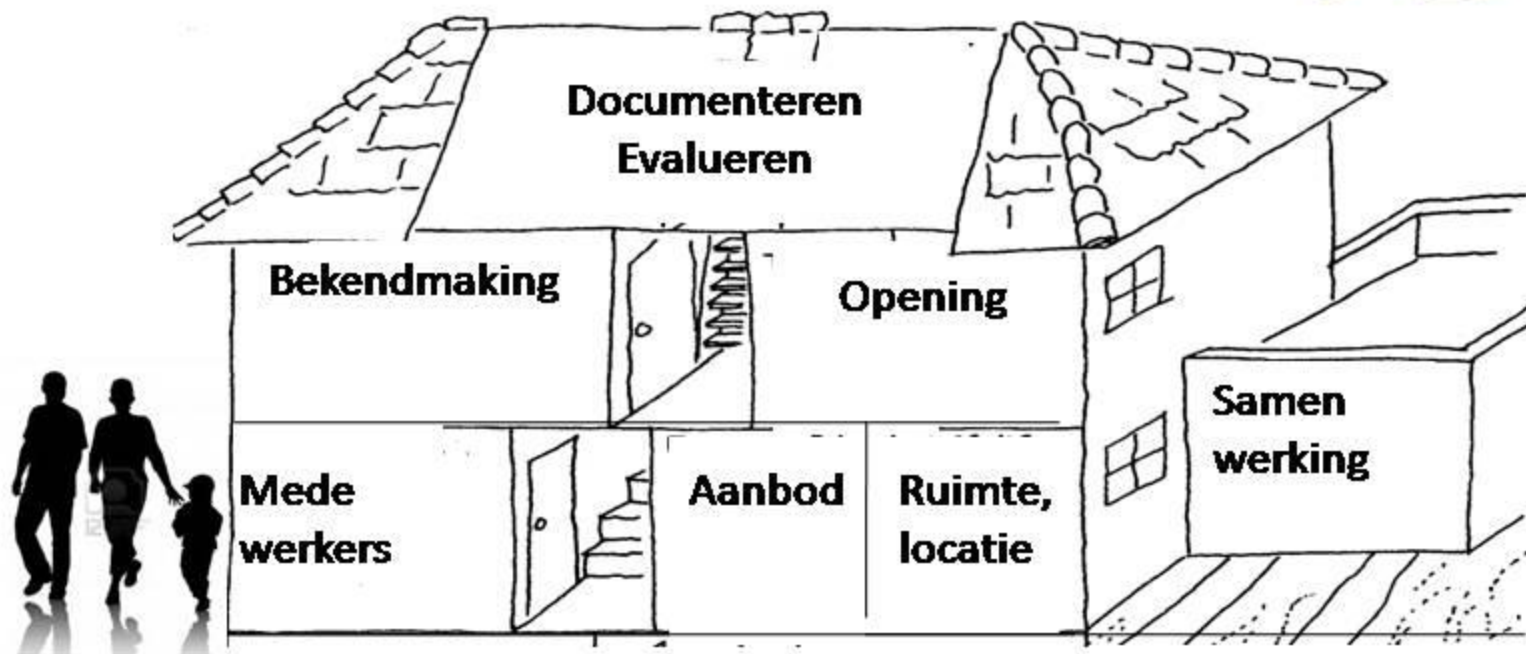 Documenteren
Evalueren
Bekendmaking
Opening
Samen
werking
Mede
werkers
Aanbod
Ruimte,
locatie